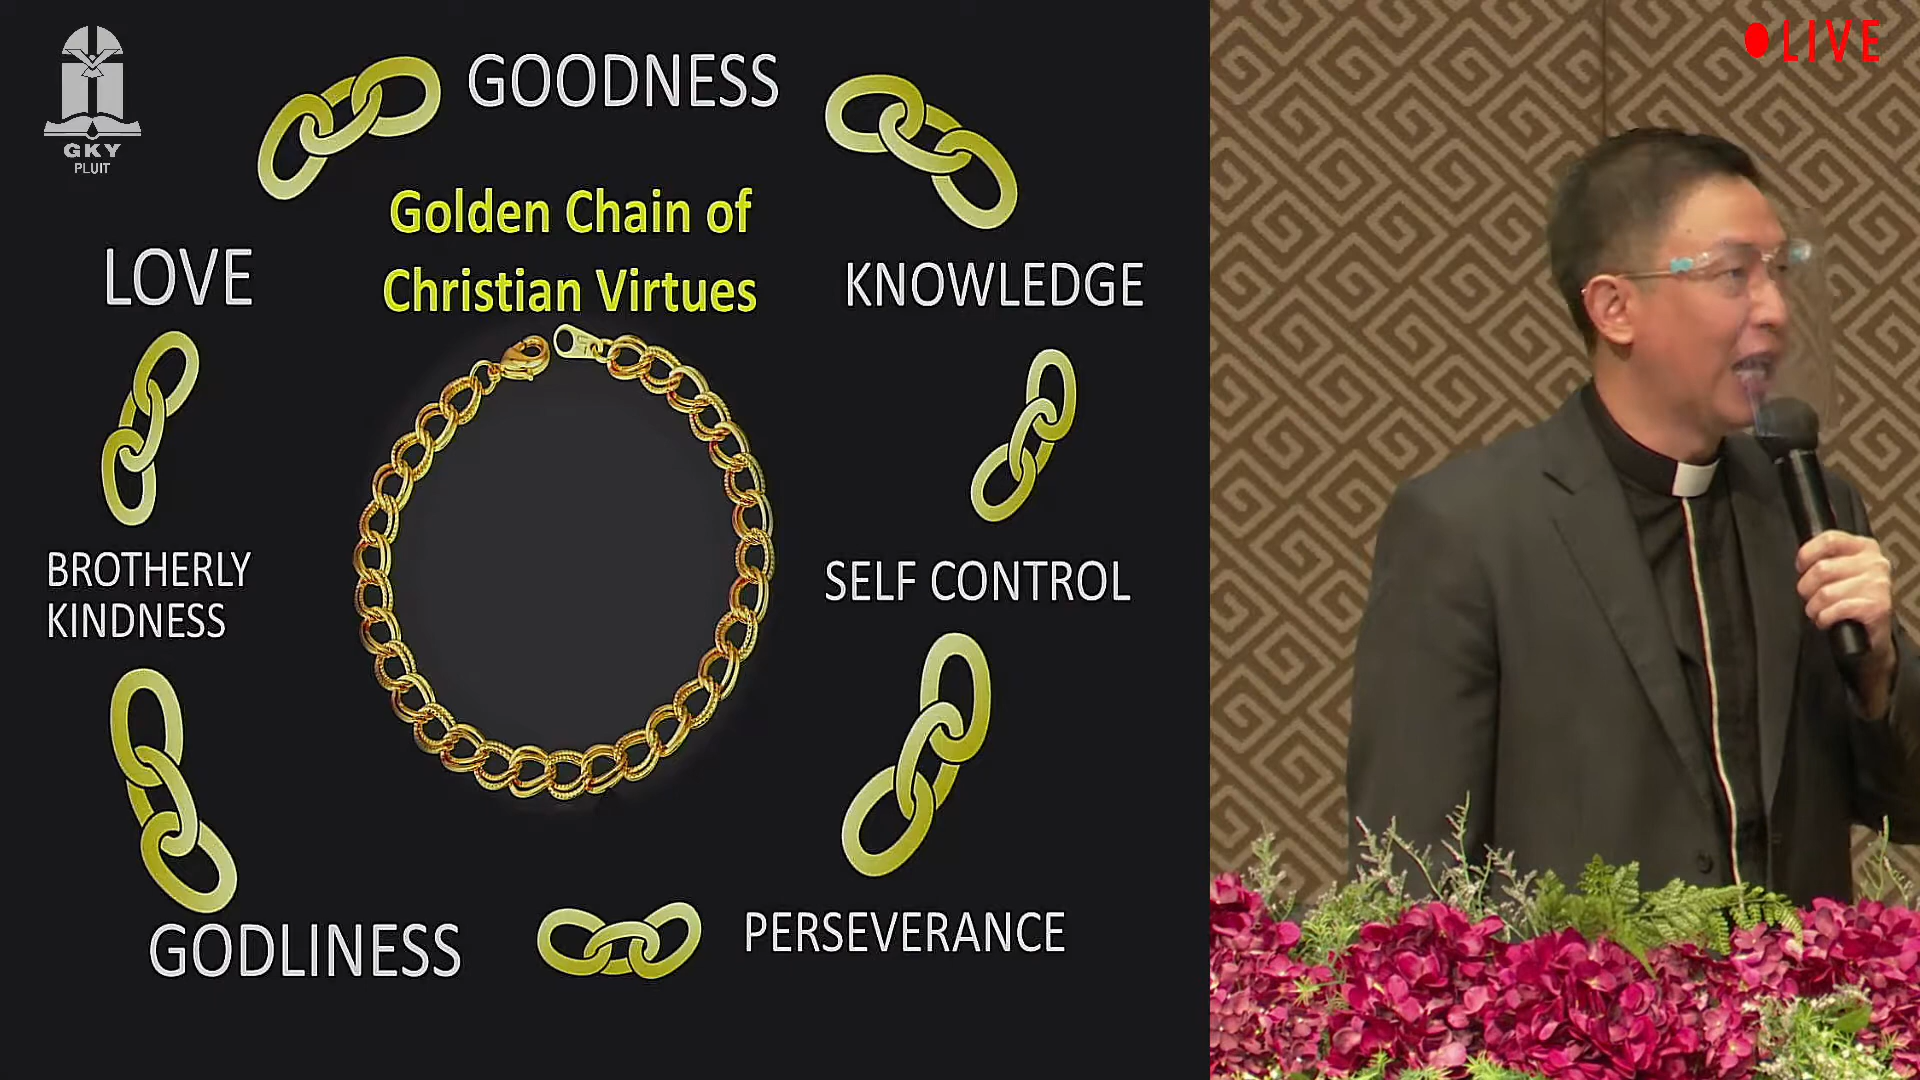 GKY
PLUIT
LIVE
GOODNESS
Golden Chain of
Christian Virtues
LOVE
KNOWLEDGE
BROTHERLY
KINDNESS
SELF CONTROL
GODLINESS
PERSEVERANCE